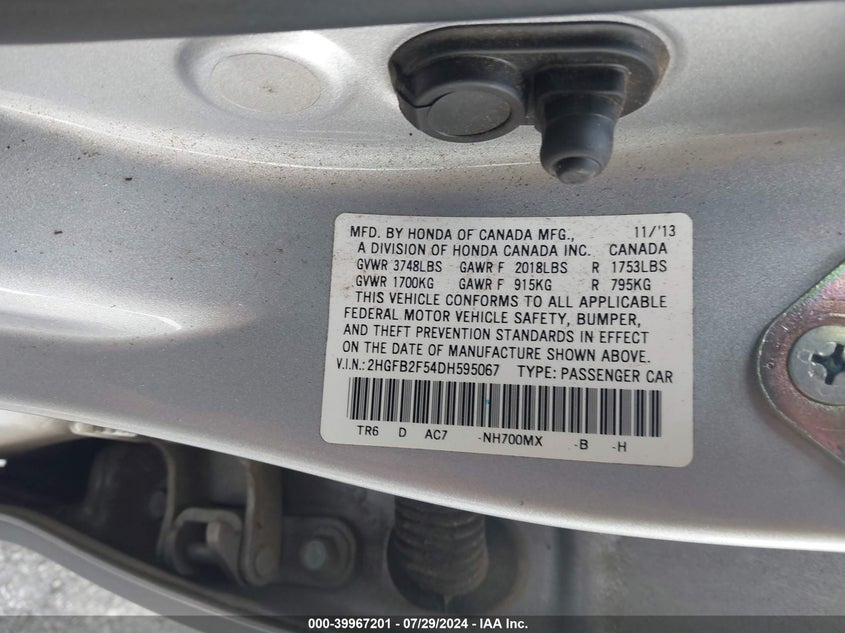 MFD. BY HONDA OF CANADA MFG., 11/'13
A DIVISION OF HONDA CANADA INC. CANADA
GVWR 3748LBS GAWR F 2018LBS R 1753LBS
GVWR 1700KG GAWR F 915KG R 795KG
THIS VEHICLE CONFORMS TO ALL APPLICABLE
FEDERAL MOTOR VEHICLE SAFETY, BUMPER,
AND THEFT PREVENTION STANDARDS IN EFFECT
ON THE DATE OF MANUFACTURE SHOWN ABOVE.
V.I.N.: 2HGFB2F54DH595067 TYPE: PASSENGER CAR
TR6 D AC7 -NH700MX -B -H
000-39967201 - 07/29/2024 - IAA Inc.